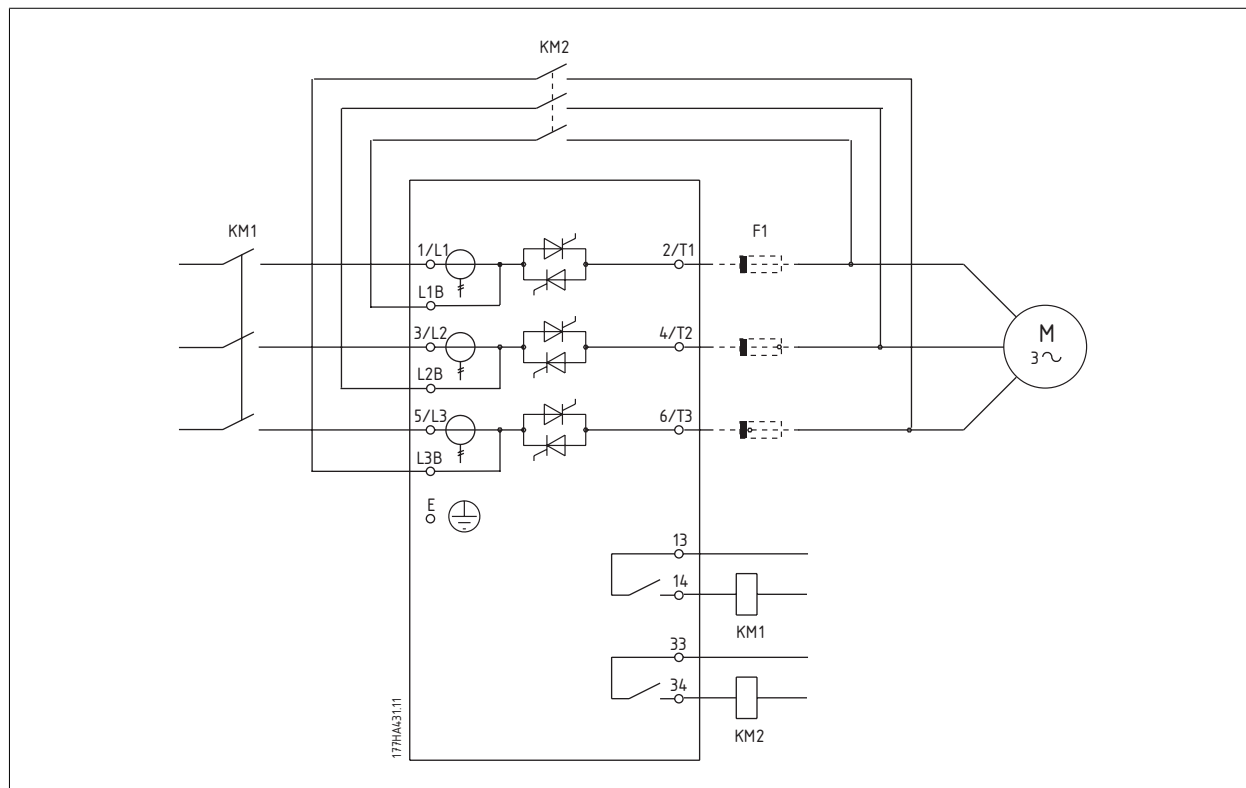 KM2
KM1
F1
1/L1
2/T1
L1B
3/L2
4/T2
M
3
L2B
5/L3
6/T3
L3B
E
13
14
KM1
33
34
KM2
177HA431.11